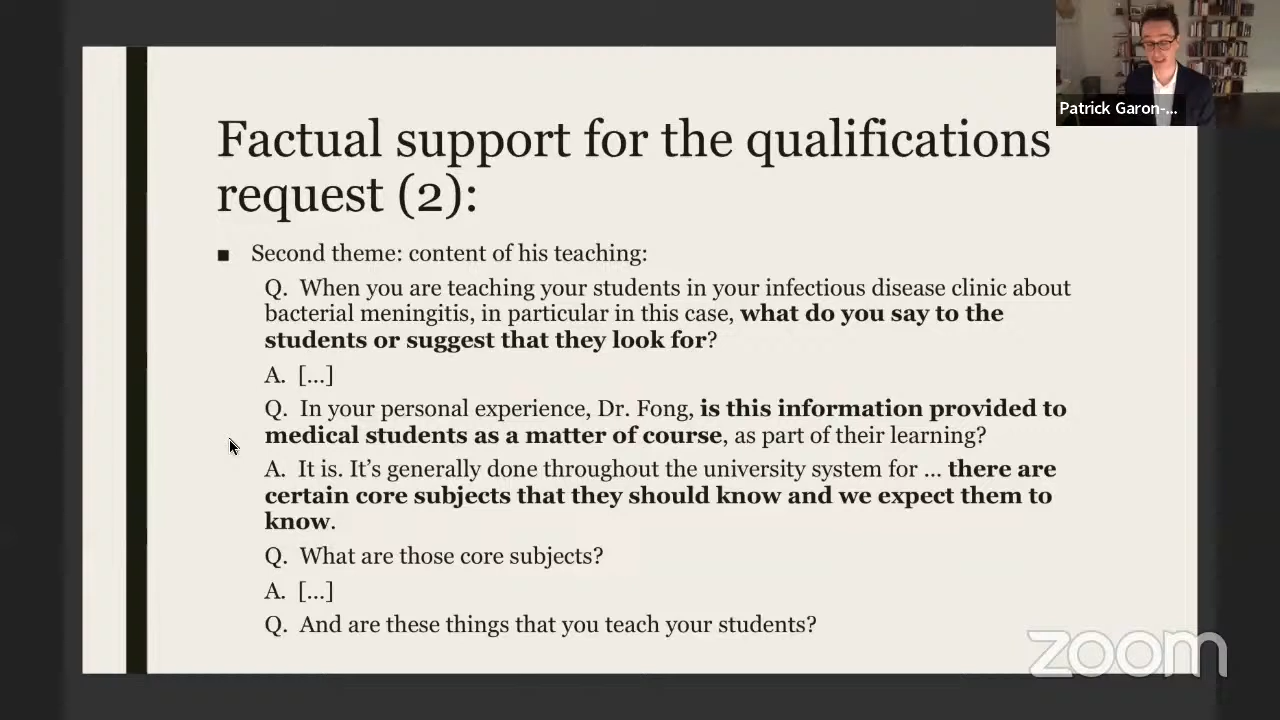 Patrick Garon-...
Factual support for the qualifications
request (2):
■ Second theme: content of his teaching:
Q. When you are teaching your students in your infectious disease clinic about
bacterial meningitis, in particular in this case, what do you say to the
students or suggest that they look for?
A. [...]
Q. In your personal experience, Dr. Fong, is this information provided to
medical students as a matter of course, as part of their learning?
A. It is. It’s generally done throughout the university system for ... there are
certain core subjects that they should know and we expect them to
know.
Q. What are those core subjects?
A. [...]
Q. And are these things that you teach your students?
zoom